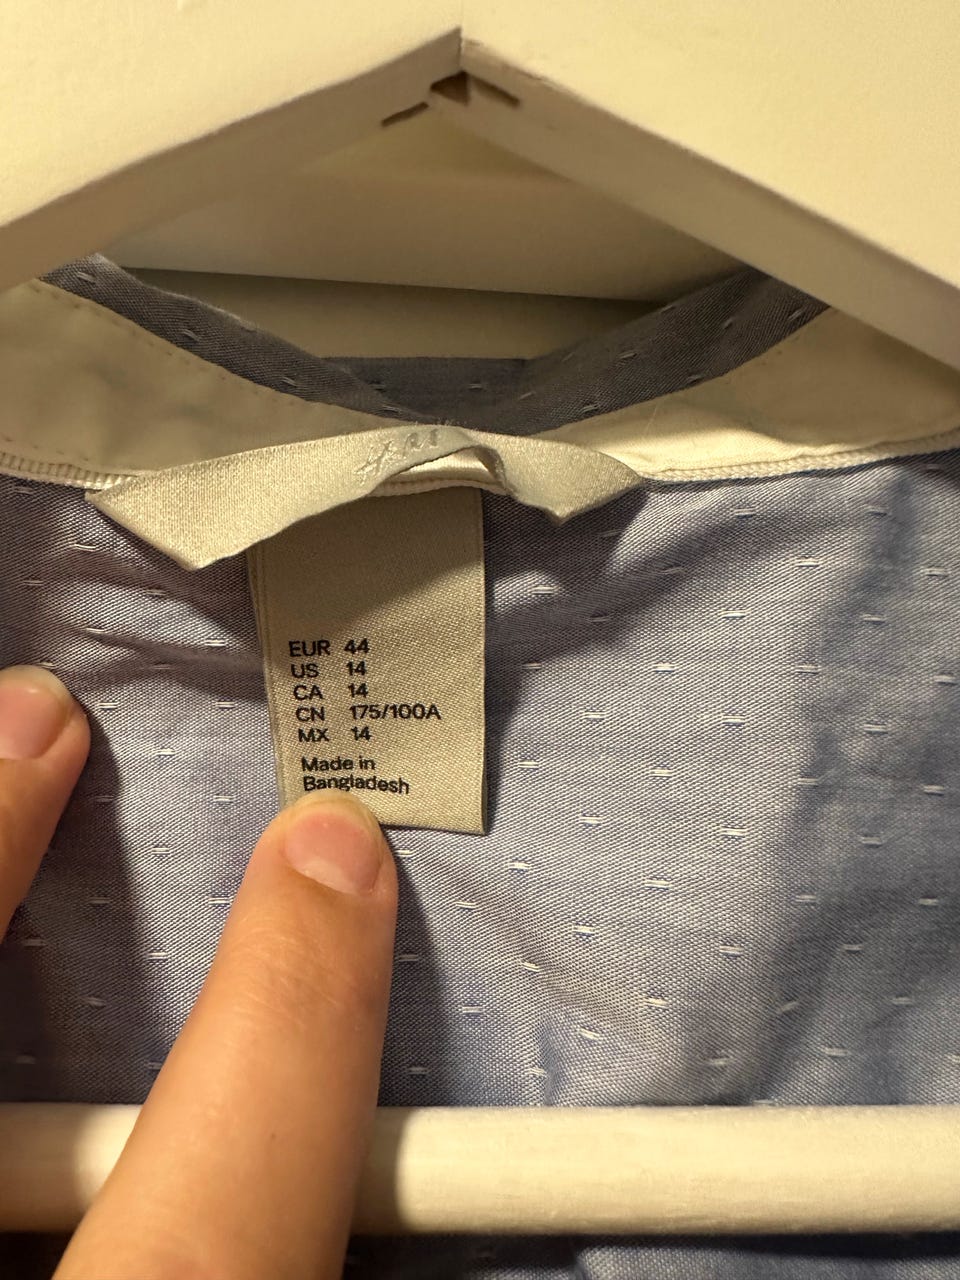 EUR 44
US 14
CA 14
CN 175/100A
MX 14
Made in
Bangladesh